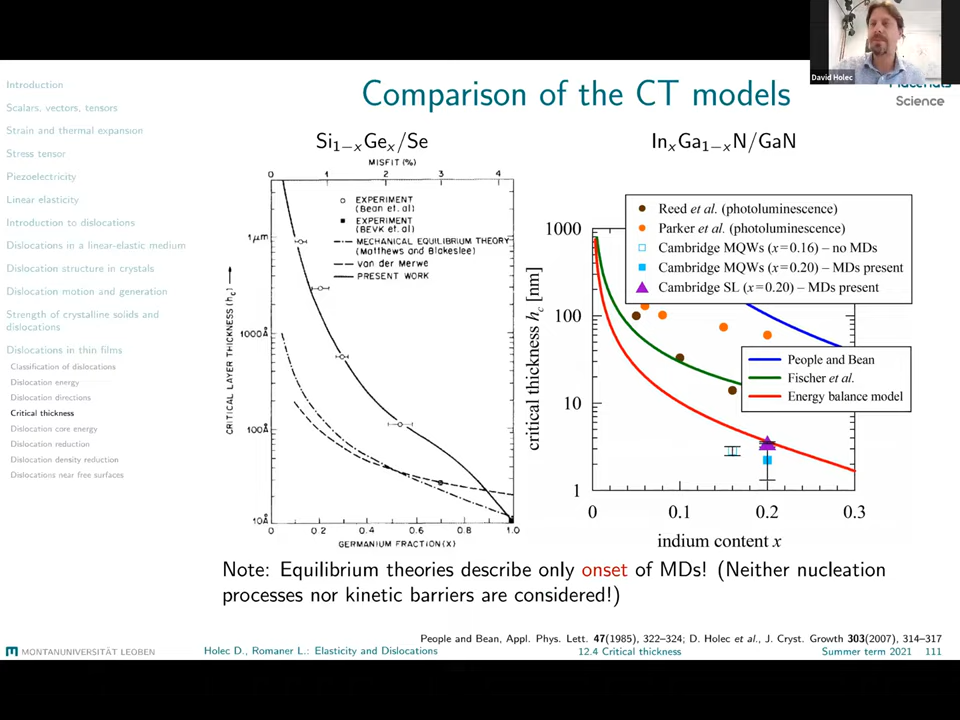 David Holec
Materials
Science
Introduction
Scalars, vectors, tensors
Strain and thermal expansion
Stress tensor
Piezoelectricity
Linear elasticity
Introduction to dislocations
Dislocations in a linear-elastic medium
Dislocation structure in crystals
Dislocation motion and generation
Strength of crystalline solids and
dislocations
Dislocations in thin films
Classification of dislocations
Dislocation energy
Dislocation directions
Critical thickness
Dislocation core energy
Dislocation reduction
Dislocation density reduction
Dislocations near free surfaces
Comparison of the CT models
Si1−xGex/Se
MISFIT (%)
0 1 2 3 4
EXPERIMENT
(Bean et. al)
EXPERIMENT
(BEVK et. al)
MECHANICAL EQUILIBRIUM THEORY
(Matthews and Blakeslee)
van der Merwe
PRESENT WORK
CRITICAL LAYER THICKNESS (hc)
1μm
1000Å
100Å
10Å
0 0.2 0.4 0.6 0.8 1.0
GERMANIUM FRACTION (X)
InxGa1−xN/GaN
Reed et al. (photoluminescence)
Parker et al. (photoluminescence)
Cambridge MQWs (x=0.16) – no MDs
Cambridge MQWs (x=0.20) – MDs present
Cambridge SL (x=0.20) – MDs present
People and Bean
Fischer et al.
Energy balance model
critical thickness hc [nm]
1000
100
10
1
0 0.1 0.2 0.3
indium content x
Note: Equilibrium theories describe only onset of MDs! (Neither nucleation
processes nor kinetic barriers are considered!)
People and Bean, Appl. Phys. Lett. 47(1985), 322–324; D. Holec et al., J. Cryst. Growth 303(2007), 314–317
MONTANUNIVERSITÄT LEOBEN Holec D., Romaner L.: Elasticity and Dislocations 12.4 Critical thickness Summer term 2021 111